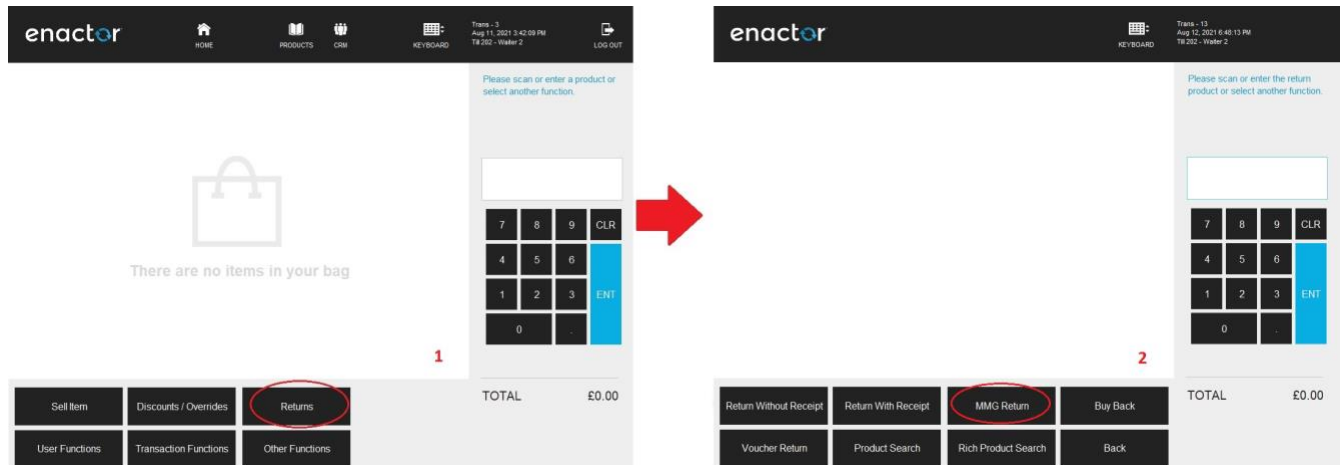 enactor
HOME
PRODUCTS
CRM
KEYBOARD
Trans - 3
Aug 11, 2021 3:42:09 PM
Till 202 - Waiter 2
LOG OUT
Please scan or enter a product or
select another function.
There are no items in your bag
7 8 9 CLR
4 5 6
1 2 3 ENT
0 .
1
TOTAL £0.00
Sell Item Discounts / Overrides Returns
User Functions Transaction Functions Other Functions
enactor
KEYBOARD
Trans - 13
Aug 12, 2021 6:48:13 PM
Till 202 - Waiter 2
Please scan or enter the return
product or select another function.
7 8 9 CLR
4 5 6
1 2 3 ENT
0 .
2
TOTAL £0.00
Return Without Receipt Return With Receipt MMG Return Buy Back
Voucher Return Product Search Rich Product Search Back